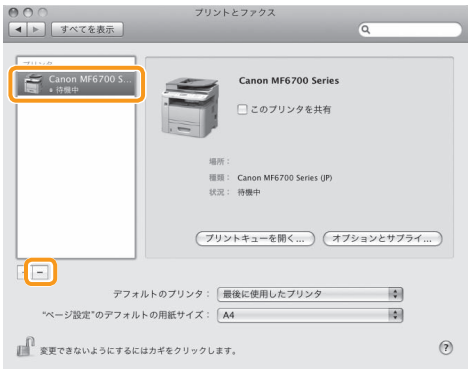 プリントとファクス
すべてを表示
プリンタ
Canon MF6700 S...
待機中
Canon MF6700 Series
このプリンタを共有
場所：
種類： Canon MF6700 Series (JP)
状況： 待機中
プリントキューを開く... オプションとサプライ...
デフォルトのプリンタ： 最後に使用したプリンタ
"ページ設定"のデフォルトの用紙サイズ： A4
変更できないようにするにはカギをクリックします。
?